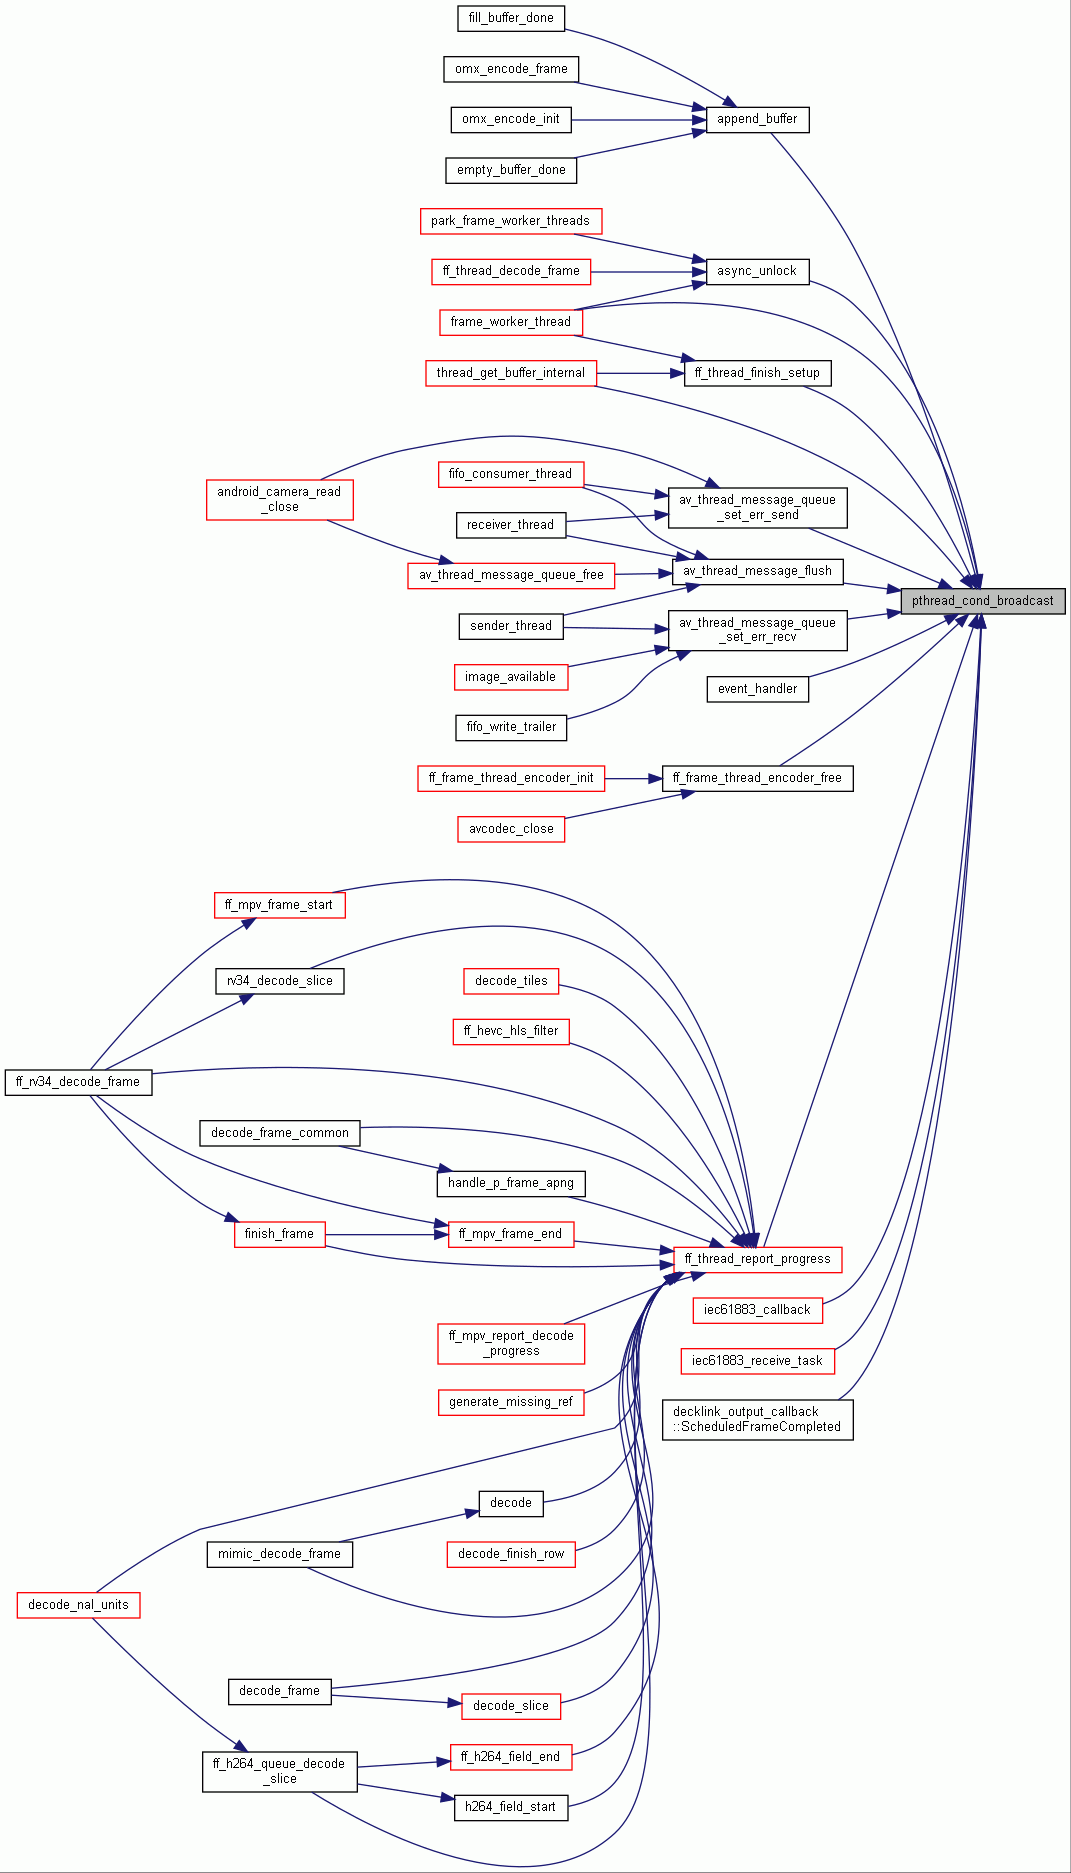 fill_buffer_done
omx_encode_frame
omx_encode_init
append_buffer
empty_buffer_done
park_frame_worker_threads
ff_thread_decode_frame
async_unlock
frame_worker_thread
thread_get_buffer_internal
ff_thread_finish_setup
fifo_consumer_thread
android_camera_read
_close
av_thread_message_queue
_set_err_send
receiver_thread
av_thread_message_queue_free
av_thread_message_flush
pthread_cond_broadcast
sender_thread
av_thread_message_queue
_set_err_recv
image_available
event_handler
fifo_write_trailer
ff_frame_thread_encoder_init
ff_frame_thread_encoder_free
avcodec_close
ff_mpv_frame_start
rv34_decode_slice
decode_tiles
ff_hevc_hls_filter
ff_rv34_decode_frame
decode_frame_common
handle_p_frame_apng
finish_frame
ff_mpv_frame_end
ff_thread_report_progress
iec61883_callback
ff_mpv_report_decode
_progress
iec61883_receive_task
generate_missing_ref
decklink_output_callback
::ScheduledFrameCompleted
decode
mimic_decode_frame
decode_finish_row
decode_nal_units
decode_frame
decode_slice
ff_h264_queue_decode
_slice
ff_h264_field_end
h264_field_start